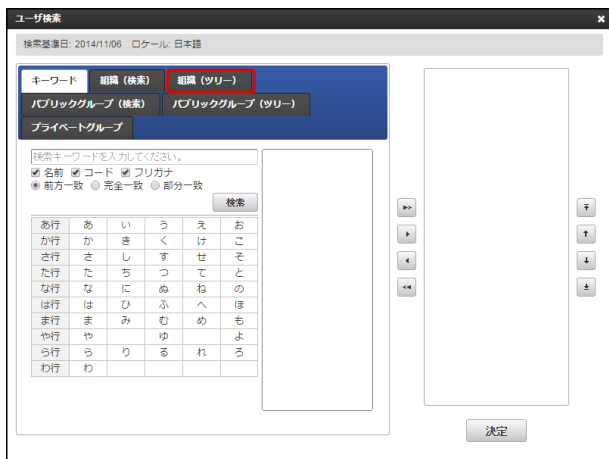 ユーザ検索
検索基準日: 2014/11/06 ロケール: 日本語
キーワード 組織（検索） 組織（ツリー）
パブリックグループ（検索） パブリックグループ（ツリー）
プライベートグループ
検索キーワードを入力してください。
名前 コード フリガナ
前方一致 完全一致 部分一致
検索
あ行 あ い う え お
か行 か き く け こ
さ行 さ し す せ そ
た行 た ち つ て と
な行 な に ぬ ね の
は行 は ひ ふ へ ほ
ま行 ま み む め も
や行 や ゆ よ
ら行 ら り る れ ろ
わ行 わ
決定